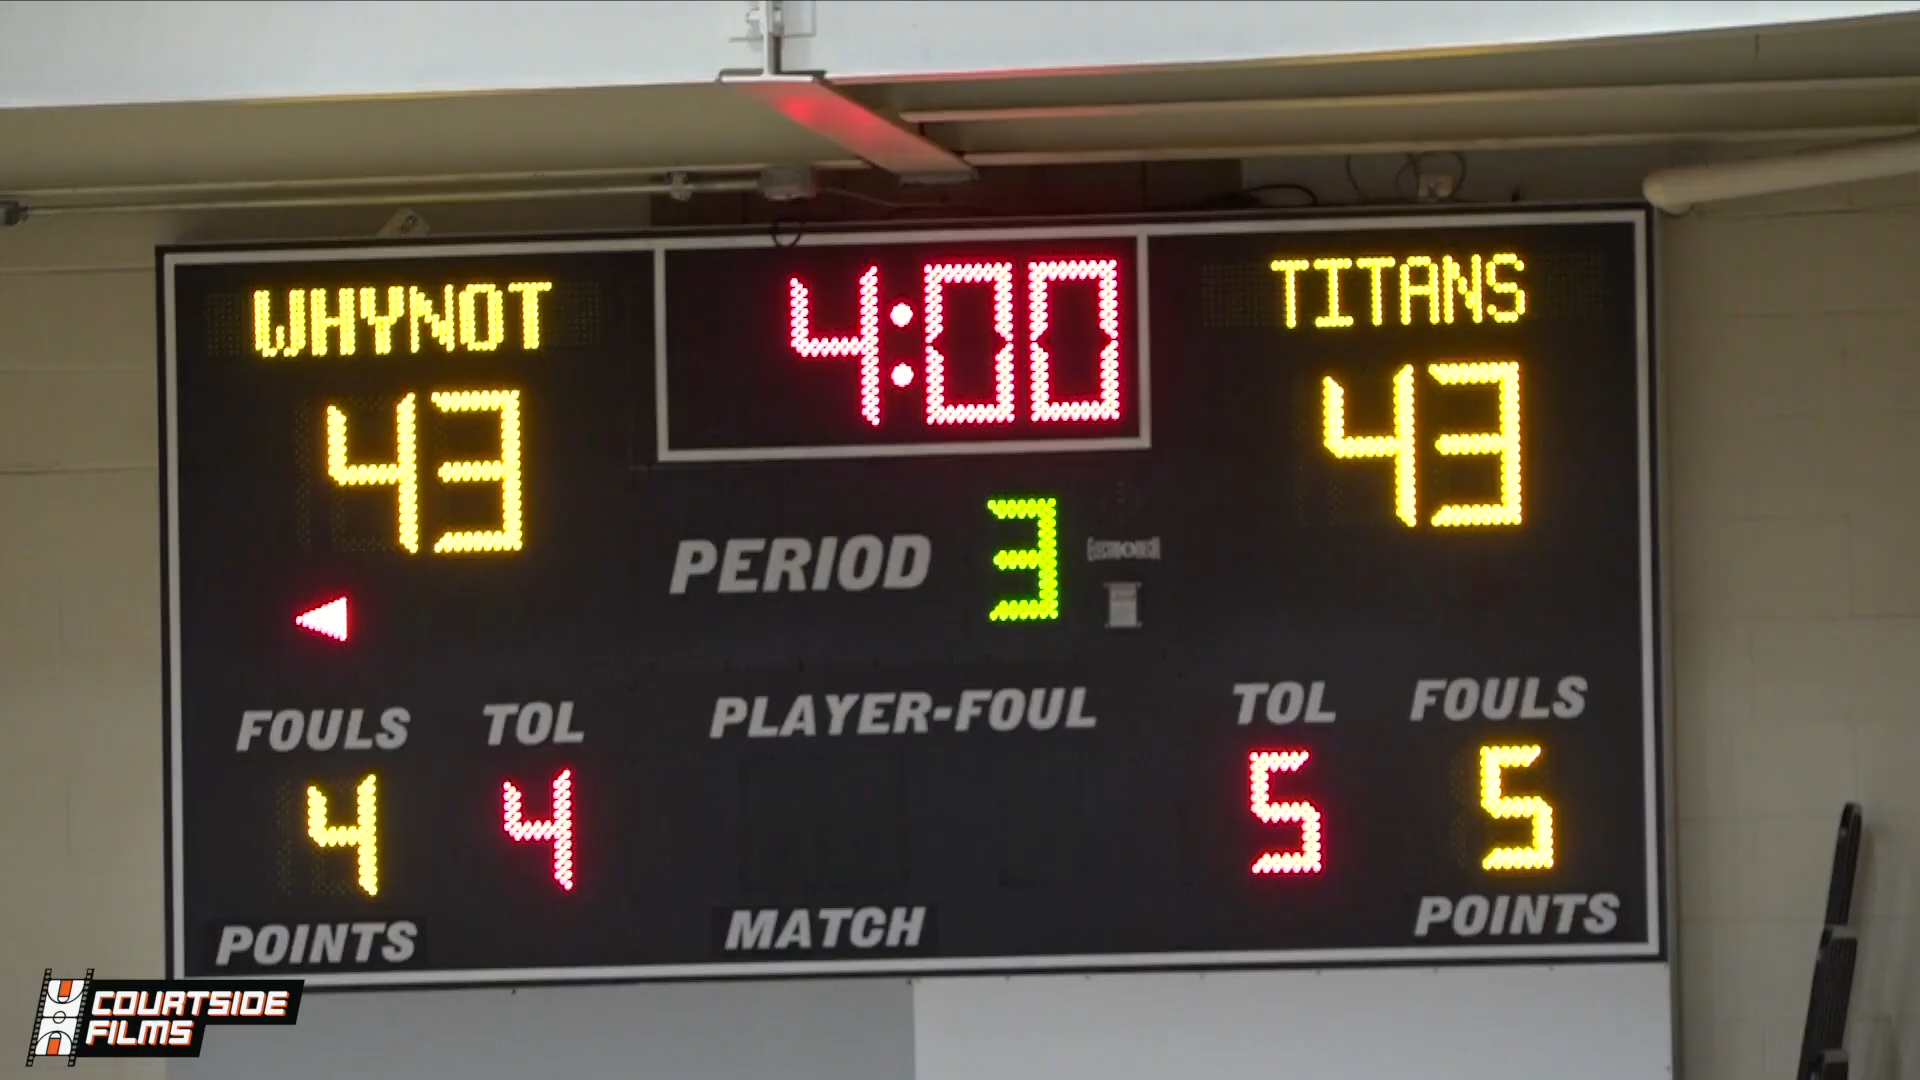 WHYNOT
4:00
TITANS
43
43
PERIOD 3
FOULS
TOL
PLAYER-FOUL
TOL
FOULS
4
4
5
5
POINTS
MATCH
POINTS
COURTSIDE
FILMS